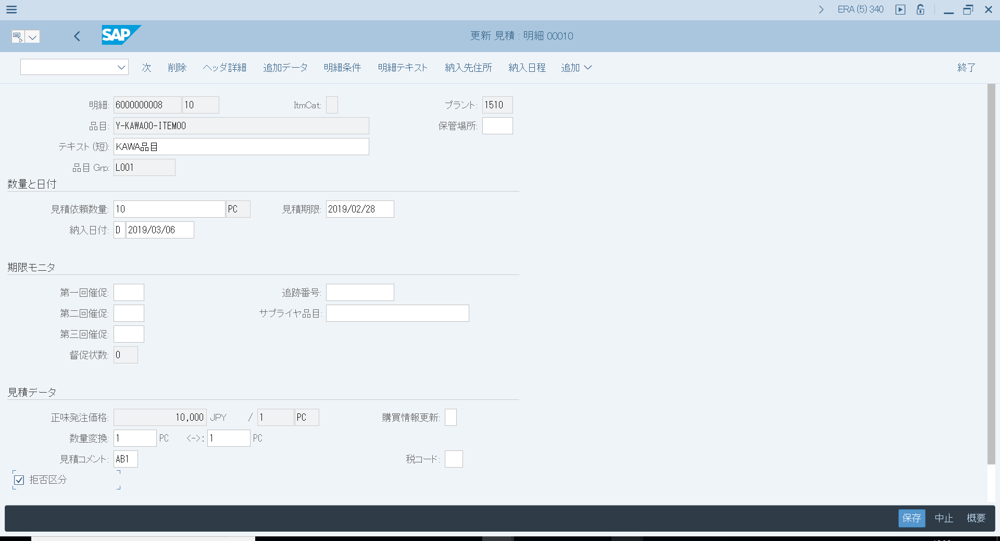 ERA (5) 340
SAP
更新 見積 : 明細 00010
次 削除 ヘッダ詳細 追加データ 明細条件 明細テキスト 納入先住所 納入日程 追加 終了
明細: 6000000008 10 ItmCat: プラント: 1510
品目: Y-KAWA00-ITEM00 保管場所:
テキスト (短): KAWA品目
品目 Grp: L001
数量と日付
見積依頼数量: 10 PC 見積期限: 2019/02/28
納入日付: D 2019/03/06
期限モニタ
第一回催促: 追跡番号:
第二回催促: サプライヤ品目:
第三回催促:
督促状数: 0
見積データ
正味発注価格: 10,000 JPY / 1 PC 購買情報更新:
数量変換: 1 PC <->: 1 PC
見積コメント: AB1 税コード:
拒否区分
保存 中止 概要